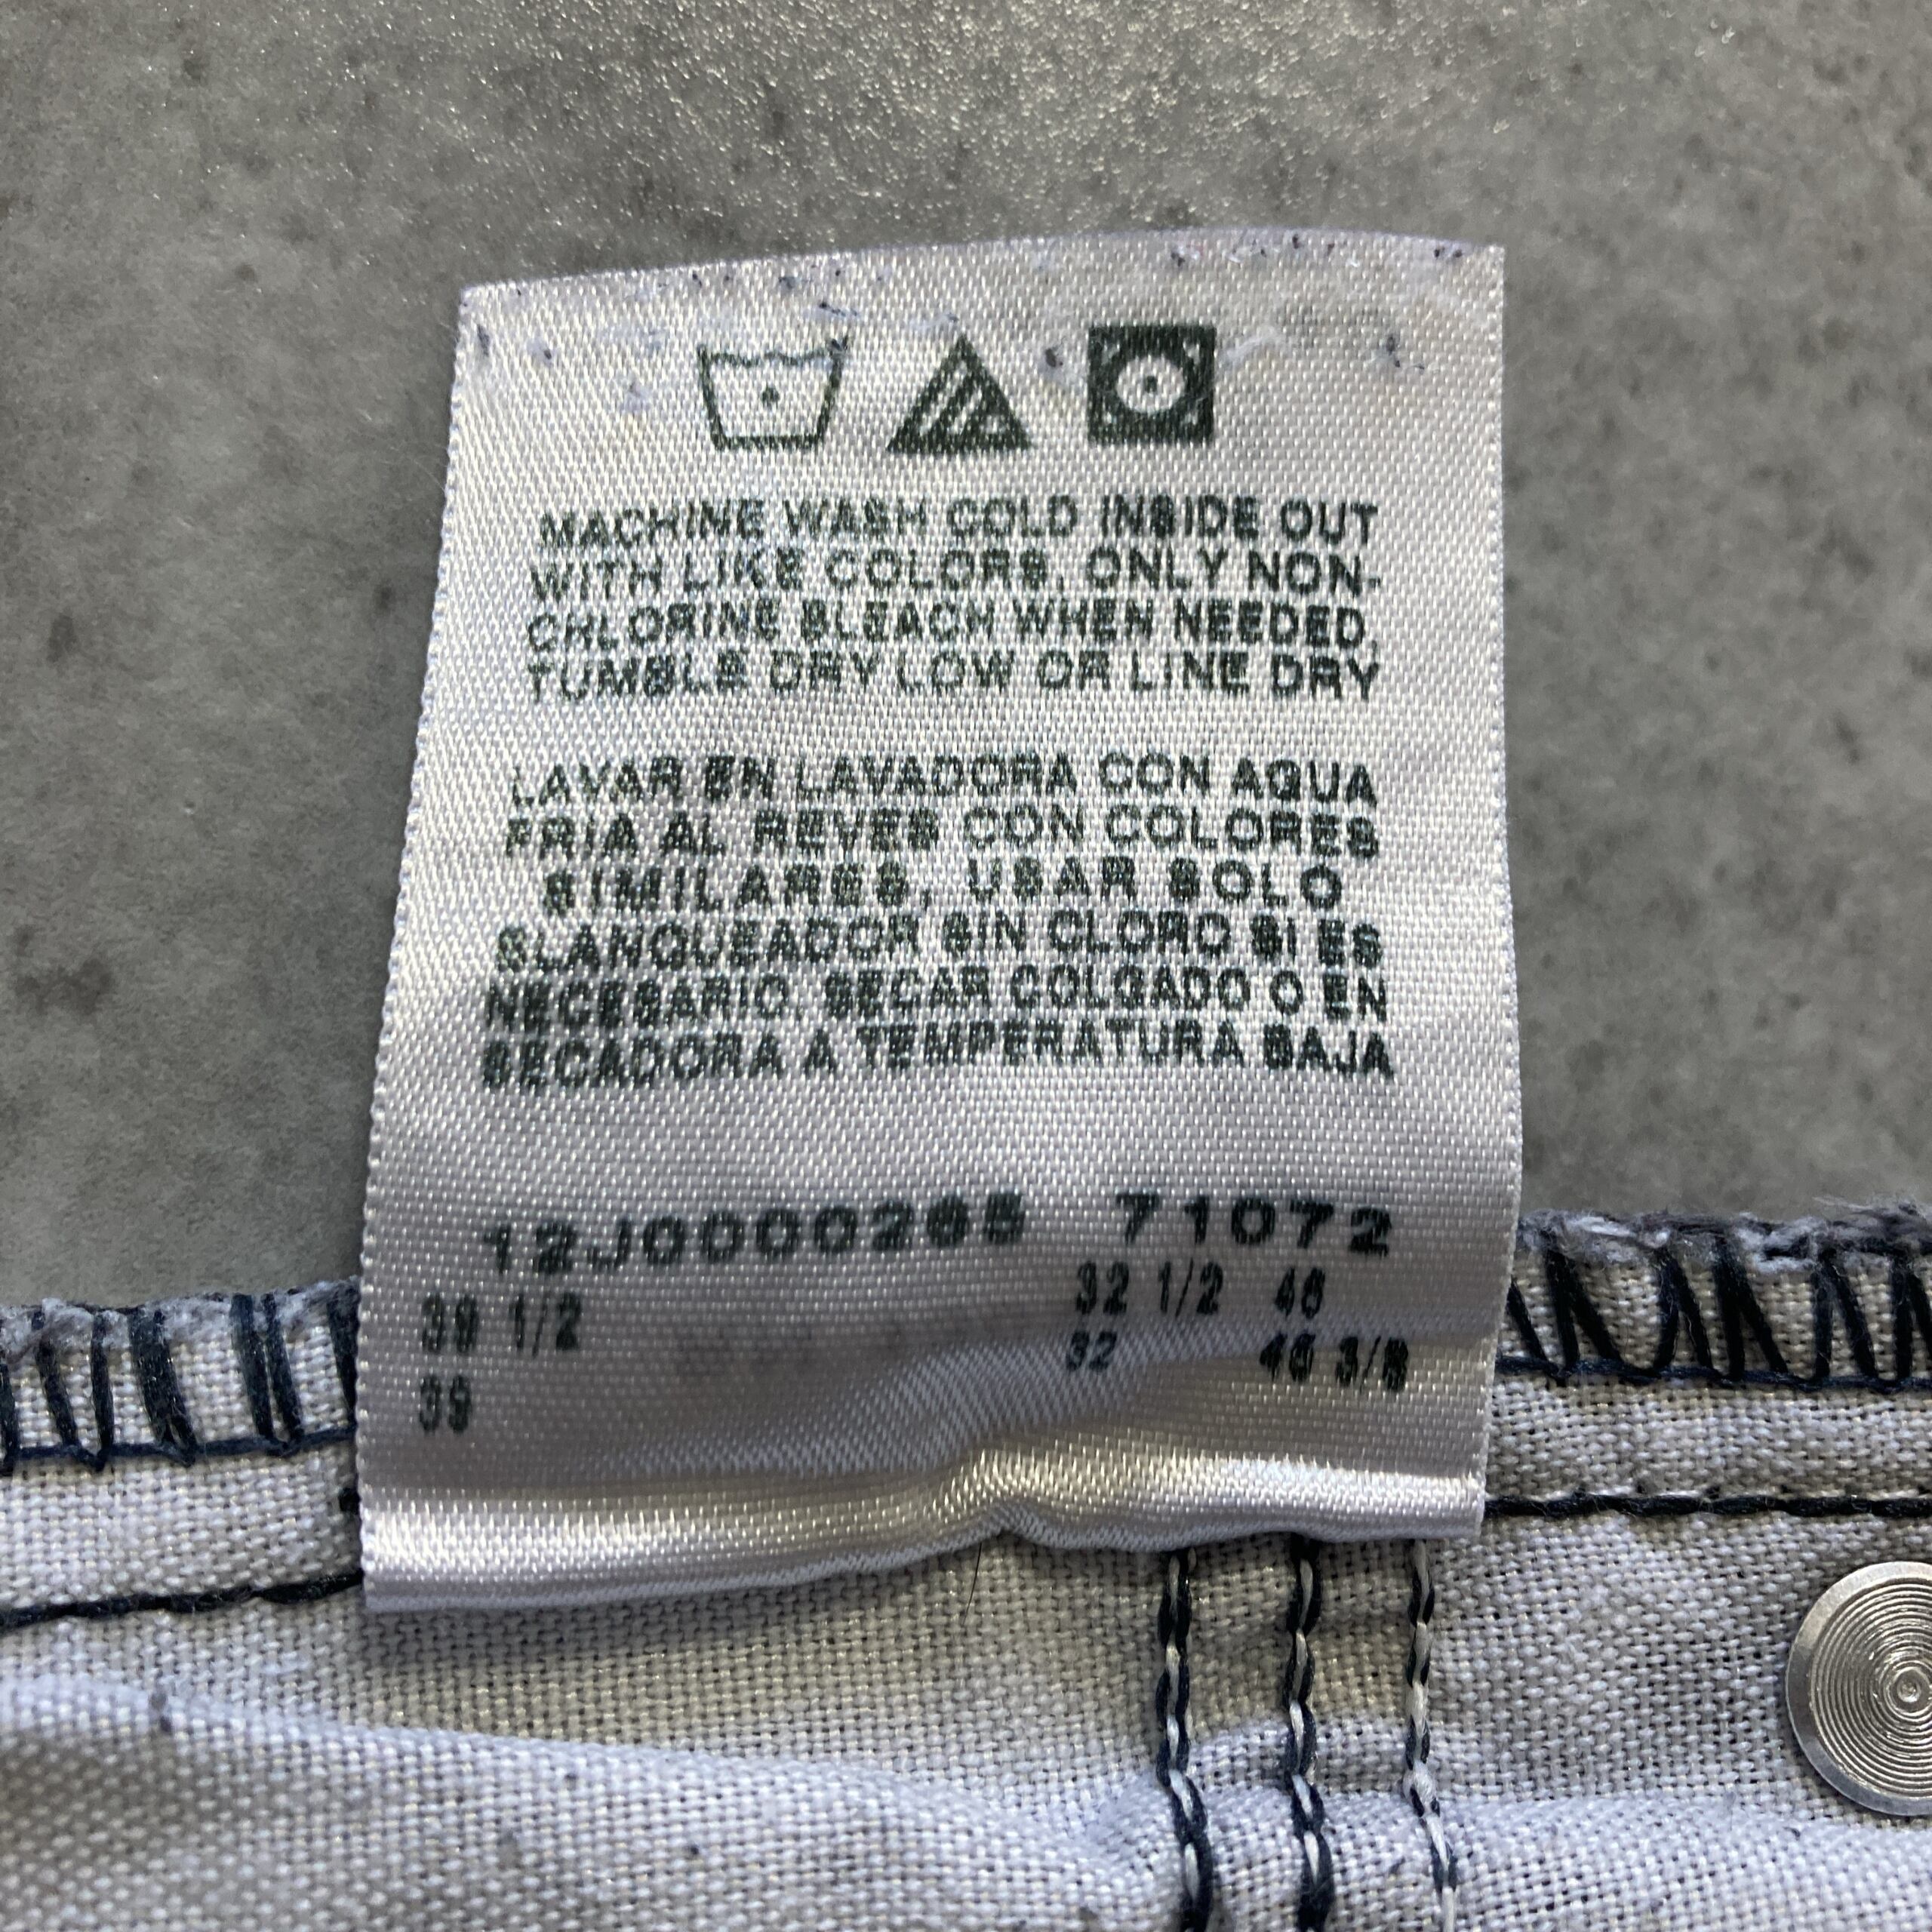 MACHINE WASH COLD INSIDE OUT
WITH LIKE COLORS, ONLY NON-
CHLORINE BLEACH WHEN NEEDED,
TUMBLE DRY LOW OR LINE DRY
LAVAR EN LAVADORA CON AGUA
FRIA AL REVES CON COLORES
SIMILARES, USAR SOLO
BLANQUEADOR SIN CLORO SI ES
NECESARIO. SECAR COLGADO O EN
SECADORA A TEMPERATURA BAJA
71072
39 1/2 32 1/2 46
39 32